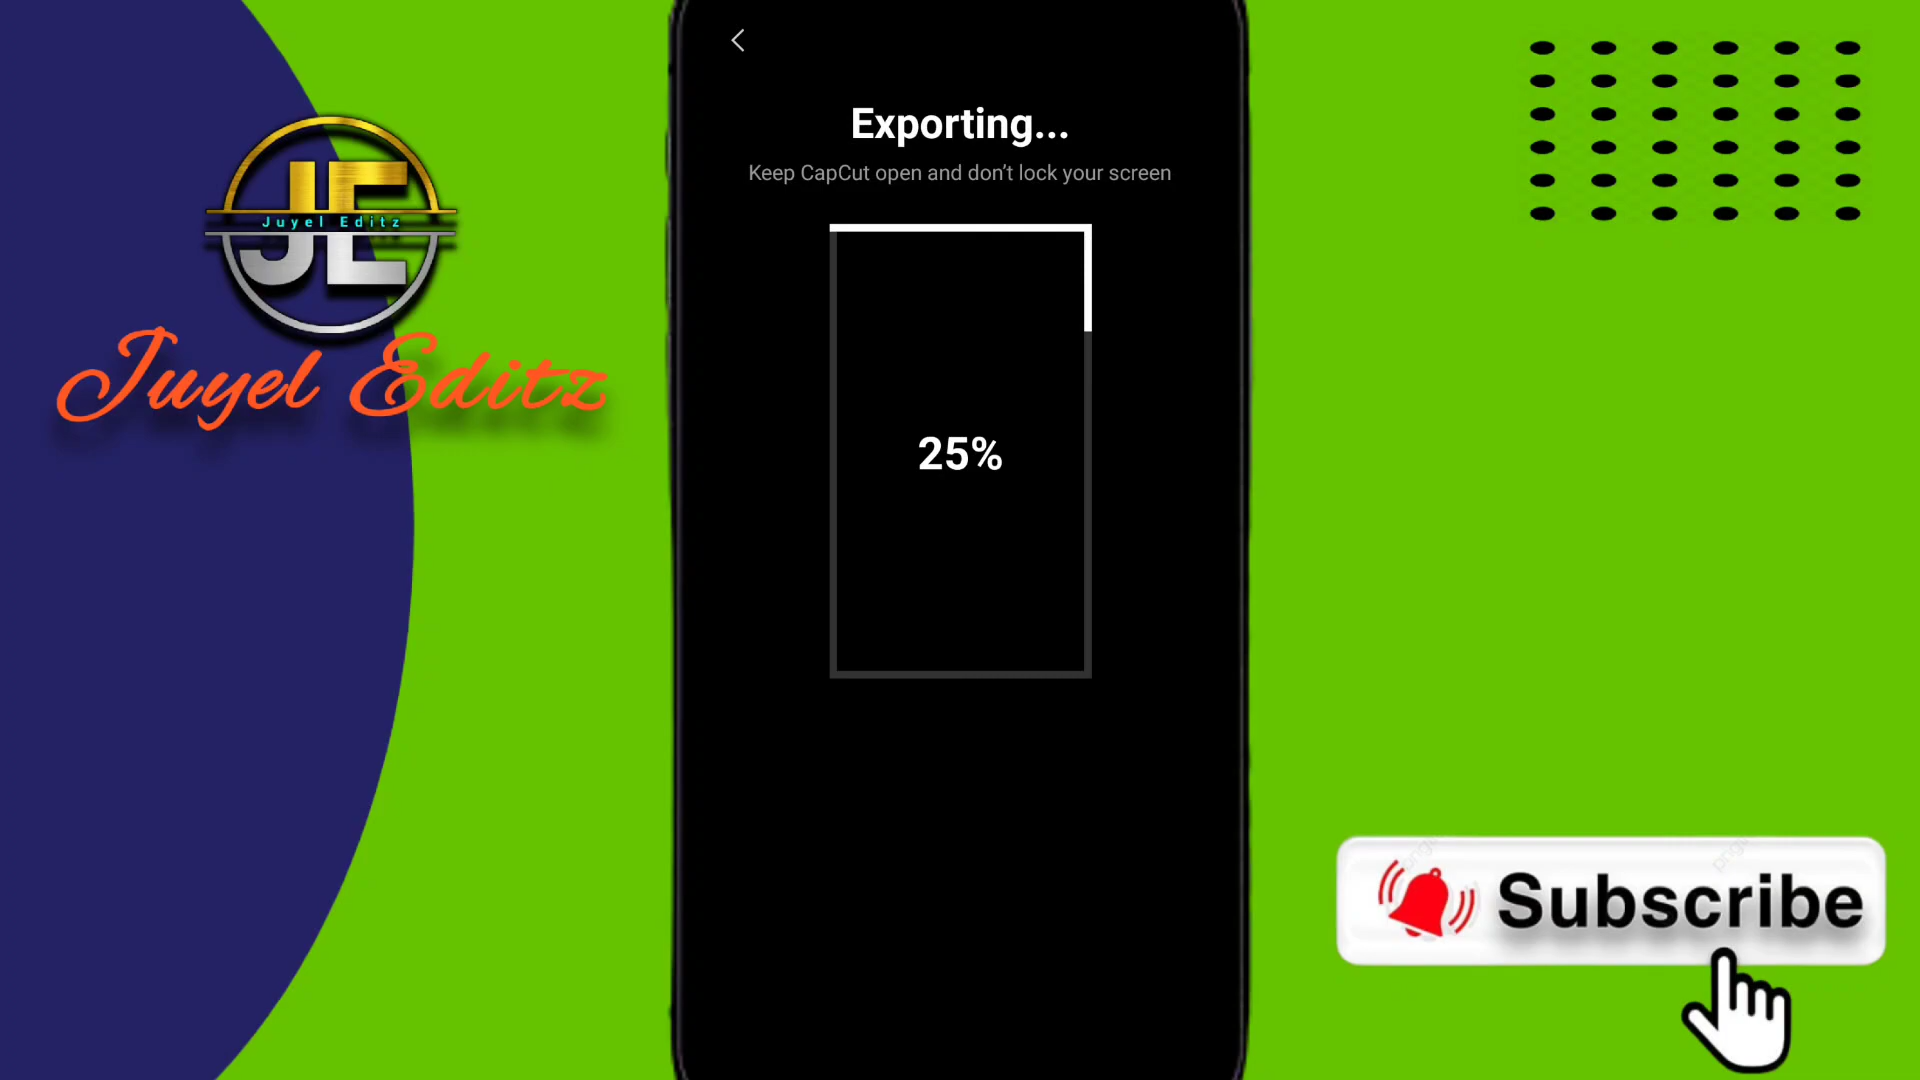 Exporting...
Keep CapCut open and don't lock your screen
JE
Juyel Editz
Juyel Editz
25%
Subscribe